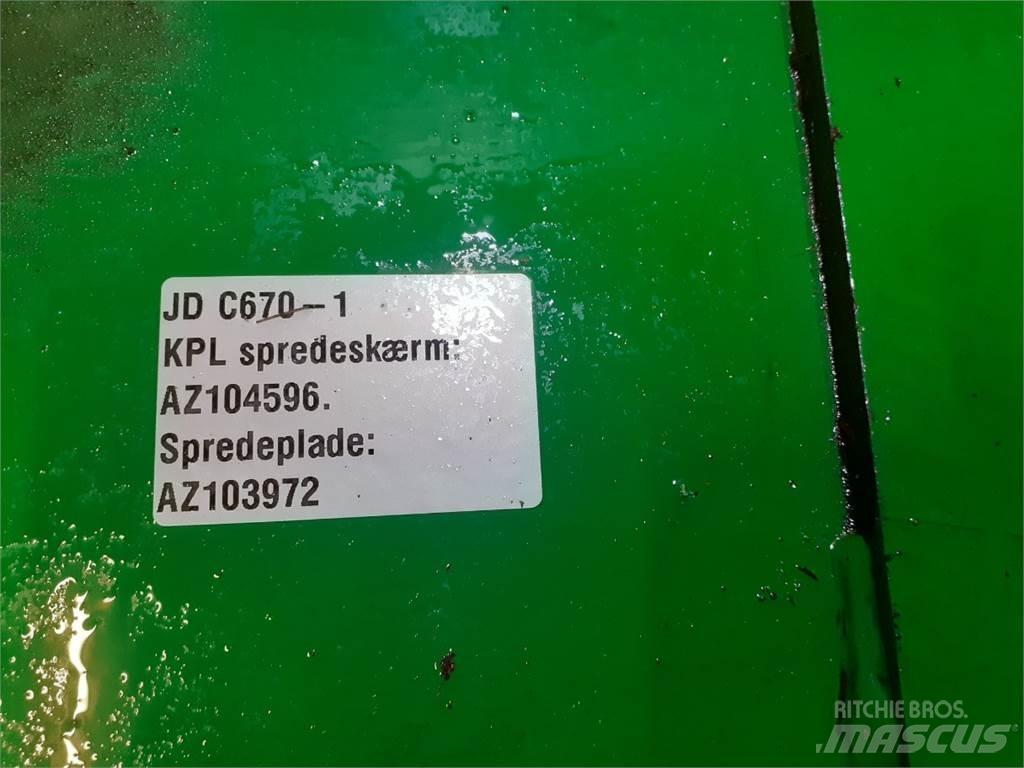 JD C670-1
KPL spredeskærm:
AZ104596.
Spredeplade:
AZ103972
RITCHIE BROS.
MASCUS